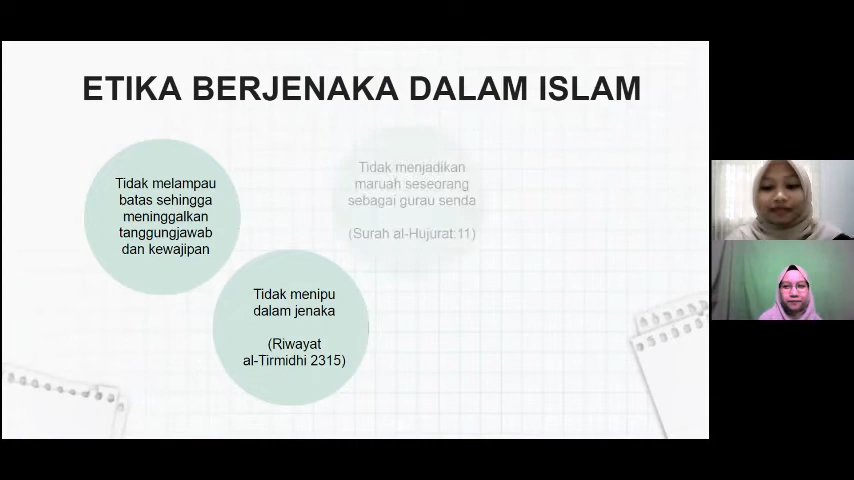 ETIKA BERJENAKA DALAM ISLAM
Tidak melampau
batas sehingga
meninggalkan
tanggungjawab
dan kewajipan
Tidak menipu
dalam jenaka
(Riwayat
al-Tirmidhi 2315)
Tidak menjadikan
maruah seseorang
sebagai gurau senda
(Surah al-Hujurat:11)